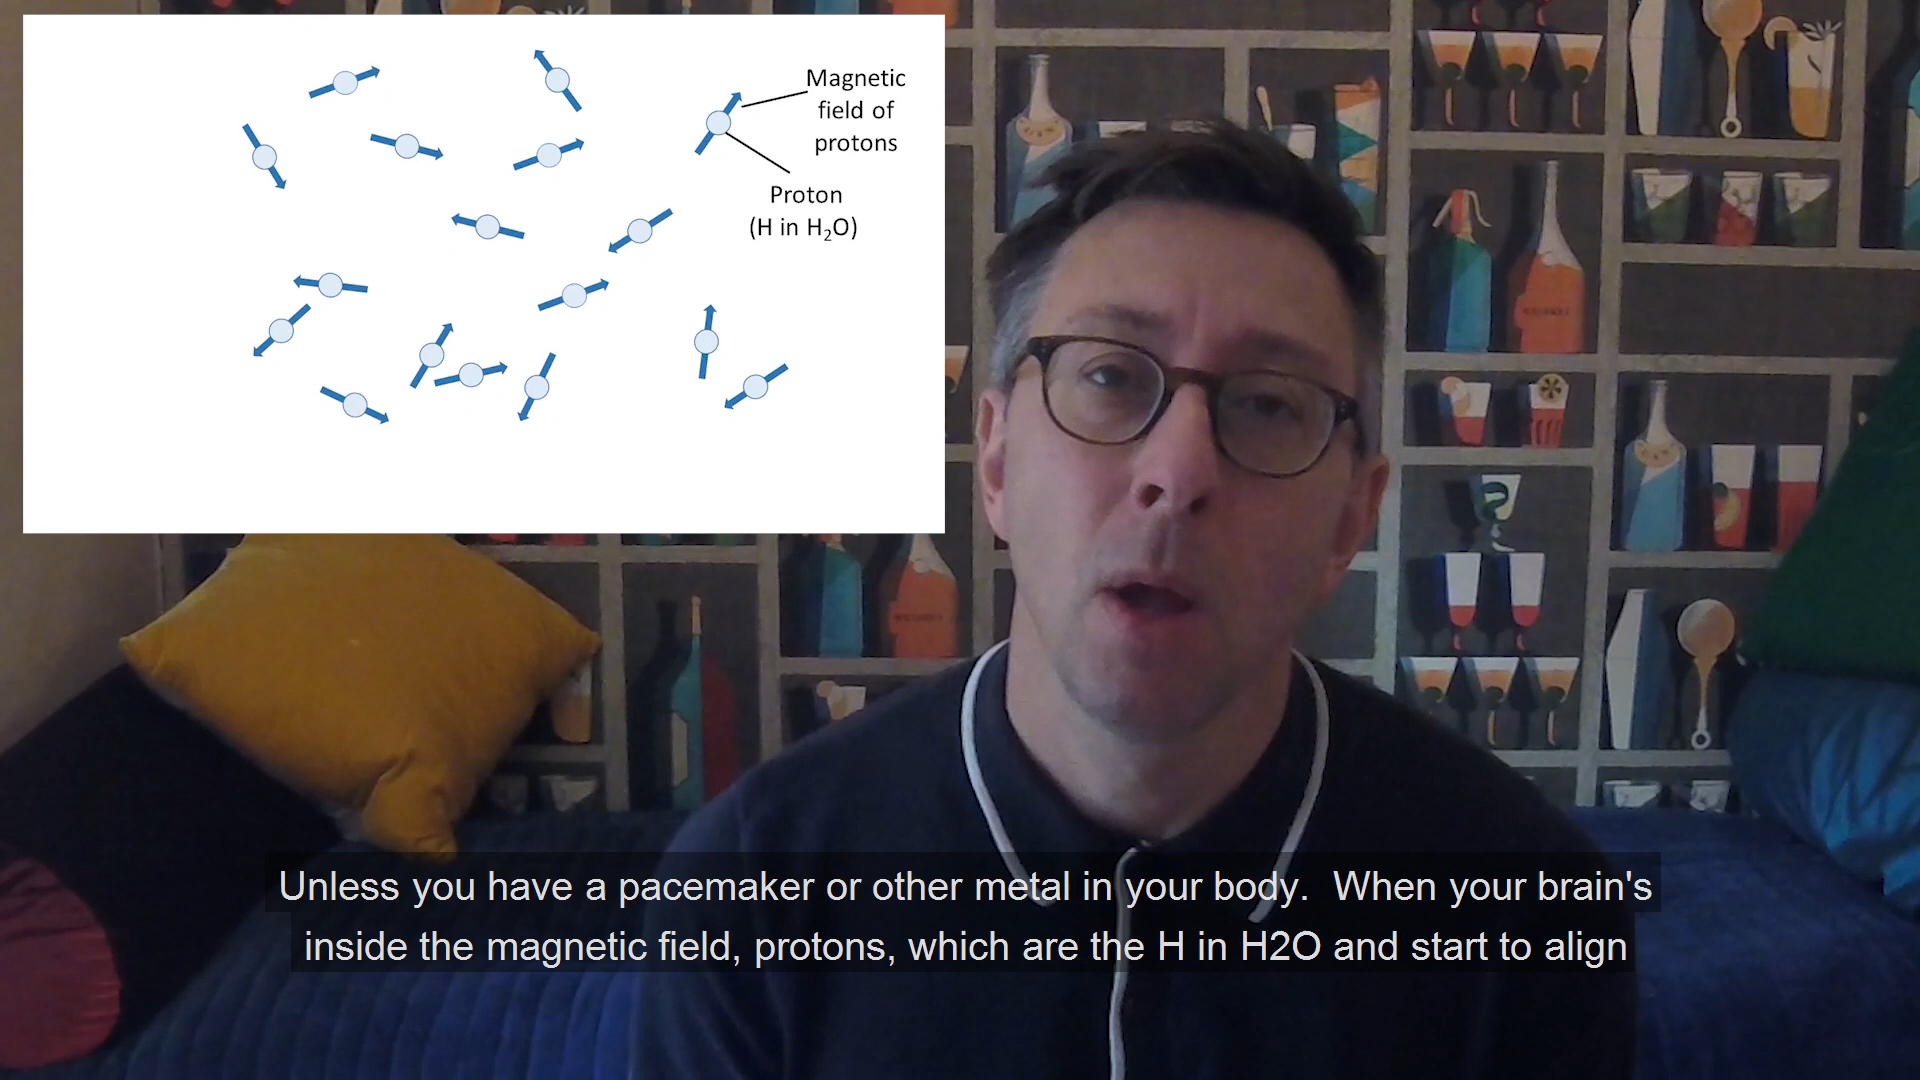 Magnetic
field of
protons
Proton
(H in H₂O)
Unless you have a pacemaker or other metal in your body.  When your brain's
inside the magnetic field, protons, which are the H in H2O and start to align